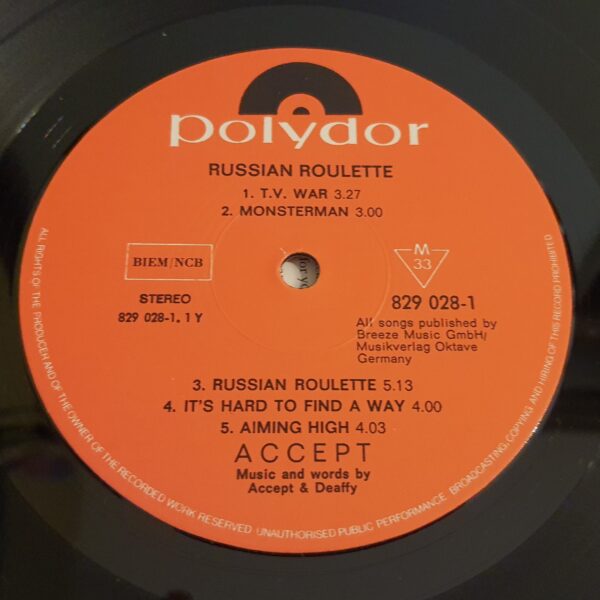 polydor
RUSSIAN ROULETTE
1. T.V. WAR 3.27
2. MONSTERMAN 3.00
BIEM/NCB
M
33
STEREO
829 028-1. 1 Y
829 028-1
All songs published by
Breeze Music GmbH/
Musikverlag Oktave
Germany
3. RUSSIAN ROULETTE 5.13
4. IT'S HARD TO FIND A WAY 4.00
5. AIMING HIGH 4.03
ACCEPT
Music and words by
Accept & Deaffy
ALL RIGHTS OF THE PRODUCER AND OF THE OWNER OF THE RECORDED WORK RESERVED UNAUTHORISED PUBLIC PERFORMANCE BROADCASTING, COPYING AND HIRING OF THIS RECORD PROHIBITED